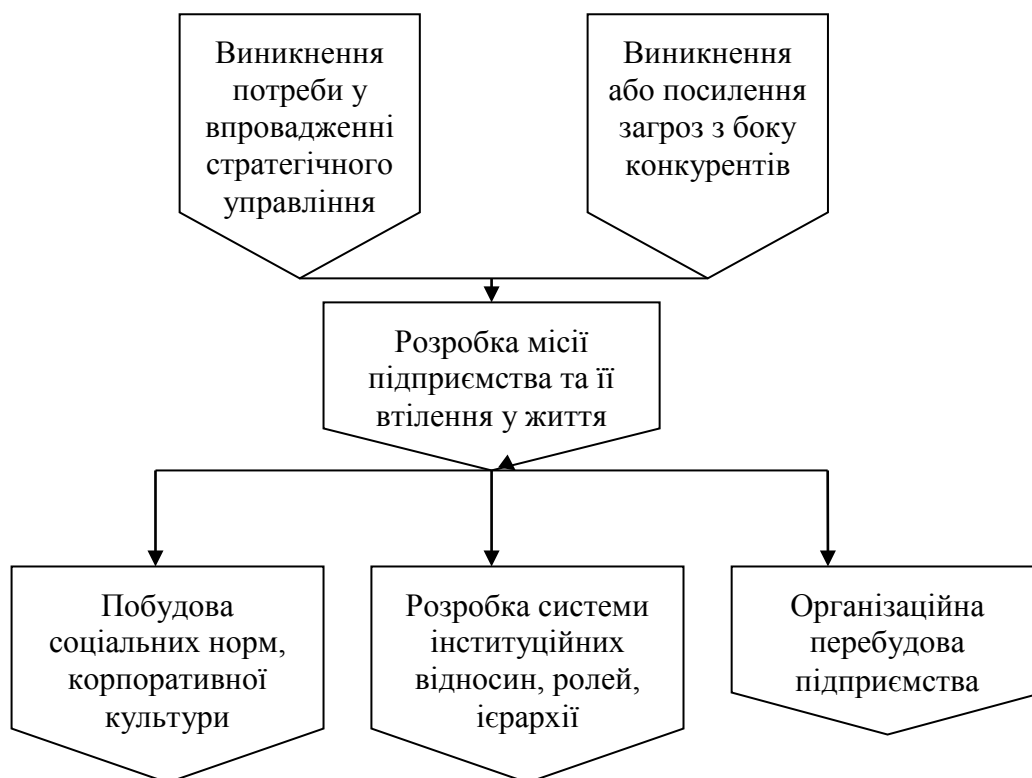 Виникнення
потреби у
впровадженні
стратегічного
управління
Виникнення
або посилення
загроз з боку
конкурентів
Розробка місії
підприємства та її
втілення у життя
Побудова
соціальних норм,
корпоративної
культури
Розробка системи
інституційних
відносин, ролей,
ієрархії
Організаційна
перебудова
підприємства